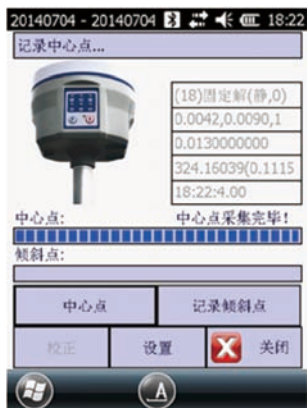 20140704 - 20140704 18:22
记录中心点...
(18)固定解(静,0)
0.0042,0.0090,1
0.0130000000
324.16039(0.1115
18:22:4.00
中心点: 中心点采集完毕!
倾斜点:
中心点 记录倾斜点
校正 设置 关闭
A